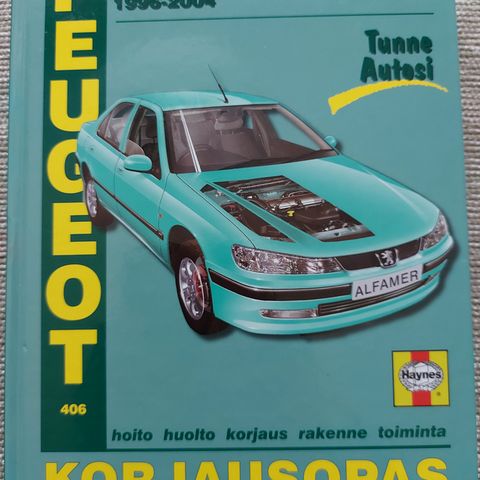 1996-2004
PEUGEOT
Tunne
Autosi
ALFAMER
Haynes
®
406
hoito huolto korjaus rakenne toiminta
KORJAUSOPAS